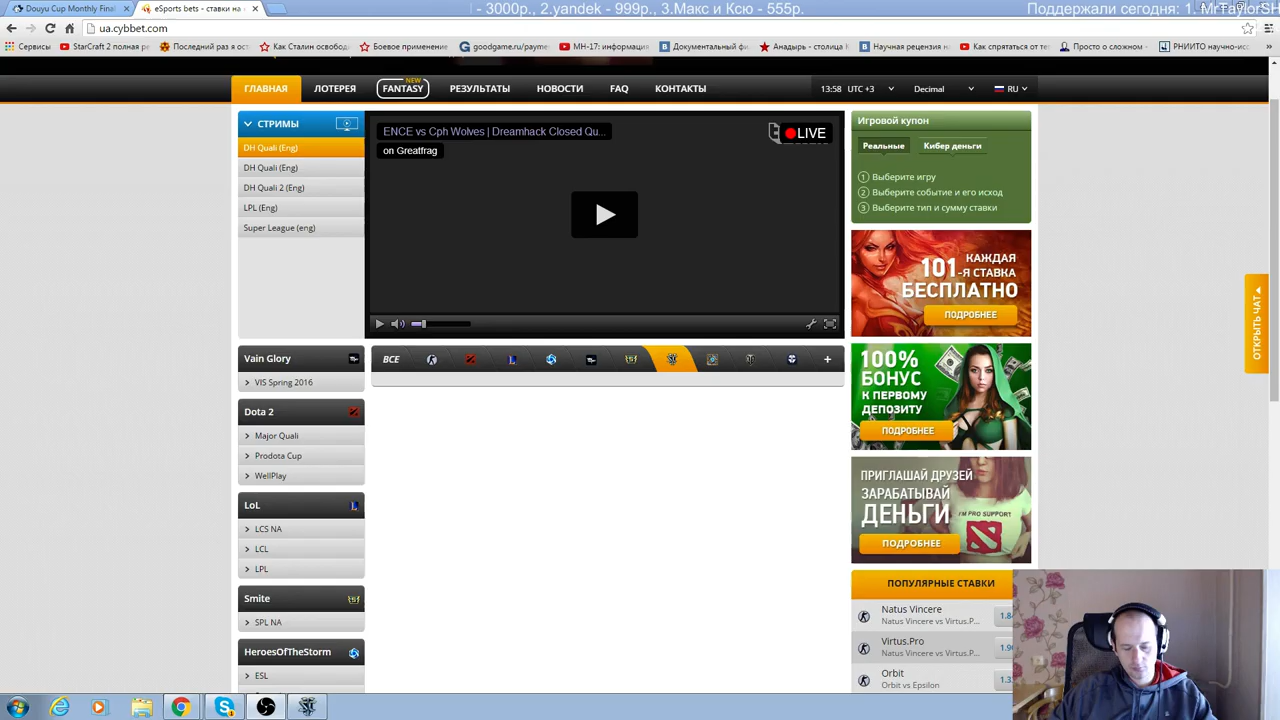 - 3000р., 2.yandek - 999р., 3.Макс и Ксю - 555р.
Поддержали сегодня: 1. MrTaylorSH
Douyu Cup Monthly Final
eSports bets - ставки на
ua.cybbet.com
Сервисы
StarCraft 2 полная ре
Последний раз я ост
Как Сталин освобод
Боевое применение
goodgame.ru/payme
МН-17: информация
Документальный ф
Анадырь - столица
Научная рецензия н
Как спрятаться от те
Просто о сложном -
РНИИТО научно-исс
ГЛАВНАЯ
ЛОТЕРЕЯ
NEW
FANTASY
РЕЗУЛЬТАТЫ
НОВОСТИ
FAQ
КОНТАКТЫ
13:58 UTC +3
Decimal
RU
СТРИМЫ
DH Quali (Eng)
DH Quali (Eng)
DH Quali 2 (Eng)
LPL (Eng)
Super League (eng)
ENCE vs Cph Wolves | Dreamhack Closed Qu...
on Greatfrag
LIVE
Игровой купон
Реальные
Кибер деньги
1 Выберите игру
2 Выберите событие и его исход
3 Выберите тип и сумму ставки
КАЖДАЯ
101-Я СТАВКА
БЕСПЛАТНО
ПОДРОБНЕЕ
ОТКРЫТЬ ЧАТ
Vain Glory
VIS Spring 2016
Dota 2
Major Quali
Prodota Cup
WellPlay
LoL
LCS NA
LCL
LPL
Smite
SPL NA
HeroesOfTheStorm
ESL
ВСЕ
+
100%
БОНУС
К ПЕРВОМУ
ДЕПОЗИТУ
ПОДРОБНЕЕ
ПРИГЛАШАЙ ДРУЗЕЙ
ЗАРАБАТЫВАЙ
ДЕНЬГИ
I'M PRO SUPPORT
ПОДРОБНЕЕ
ПОПУЛЯРНЫЕ СТАВКИ
Natus Vincere
Natus Vincere vs Virtus.P...
Virtus.Pro
Natus Vincere vs Virtus.P...
Orbit
Orbit vs Epsilon